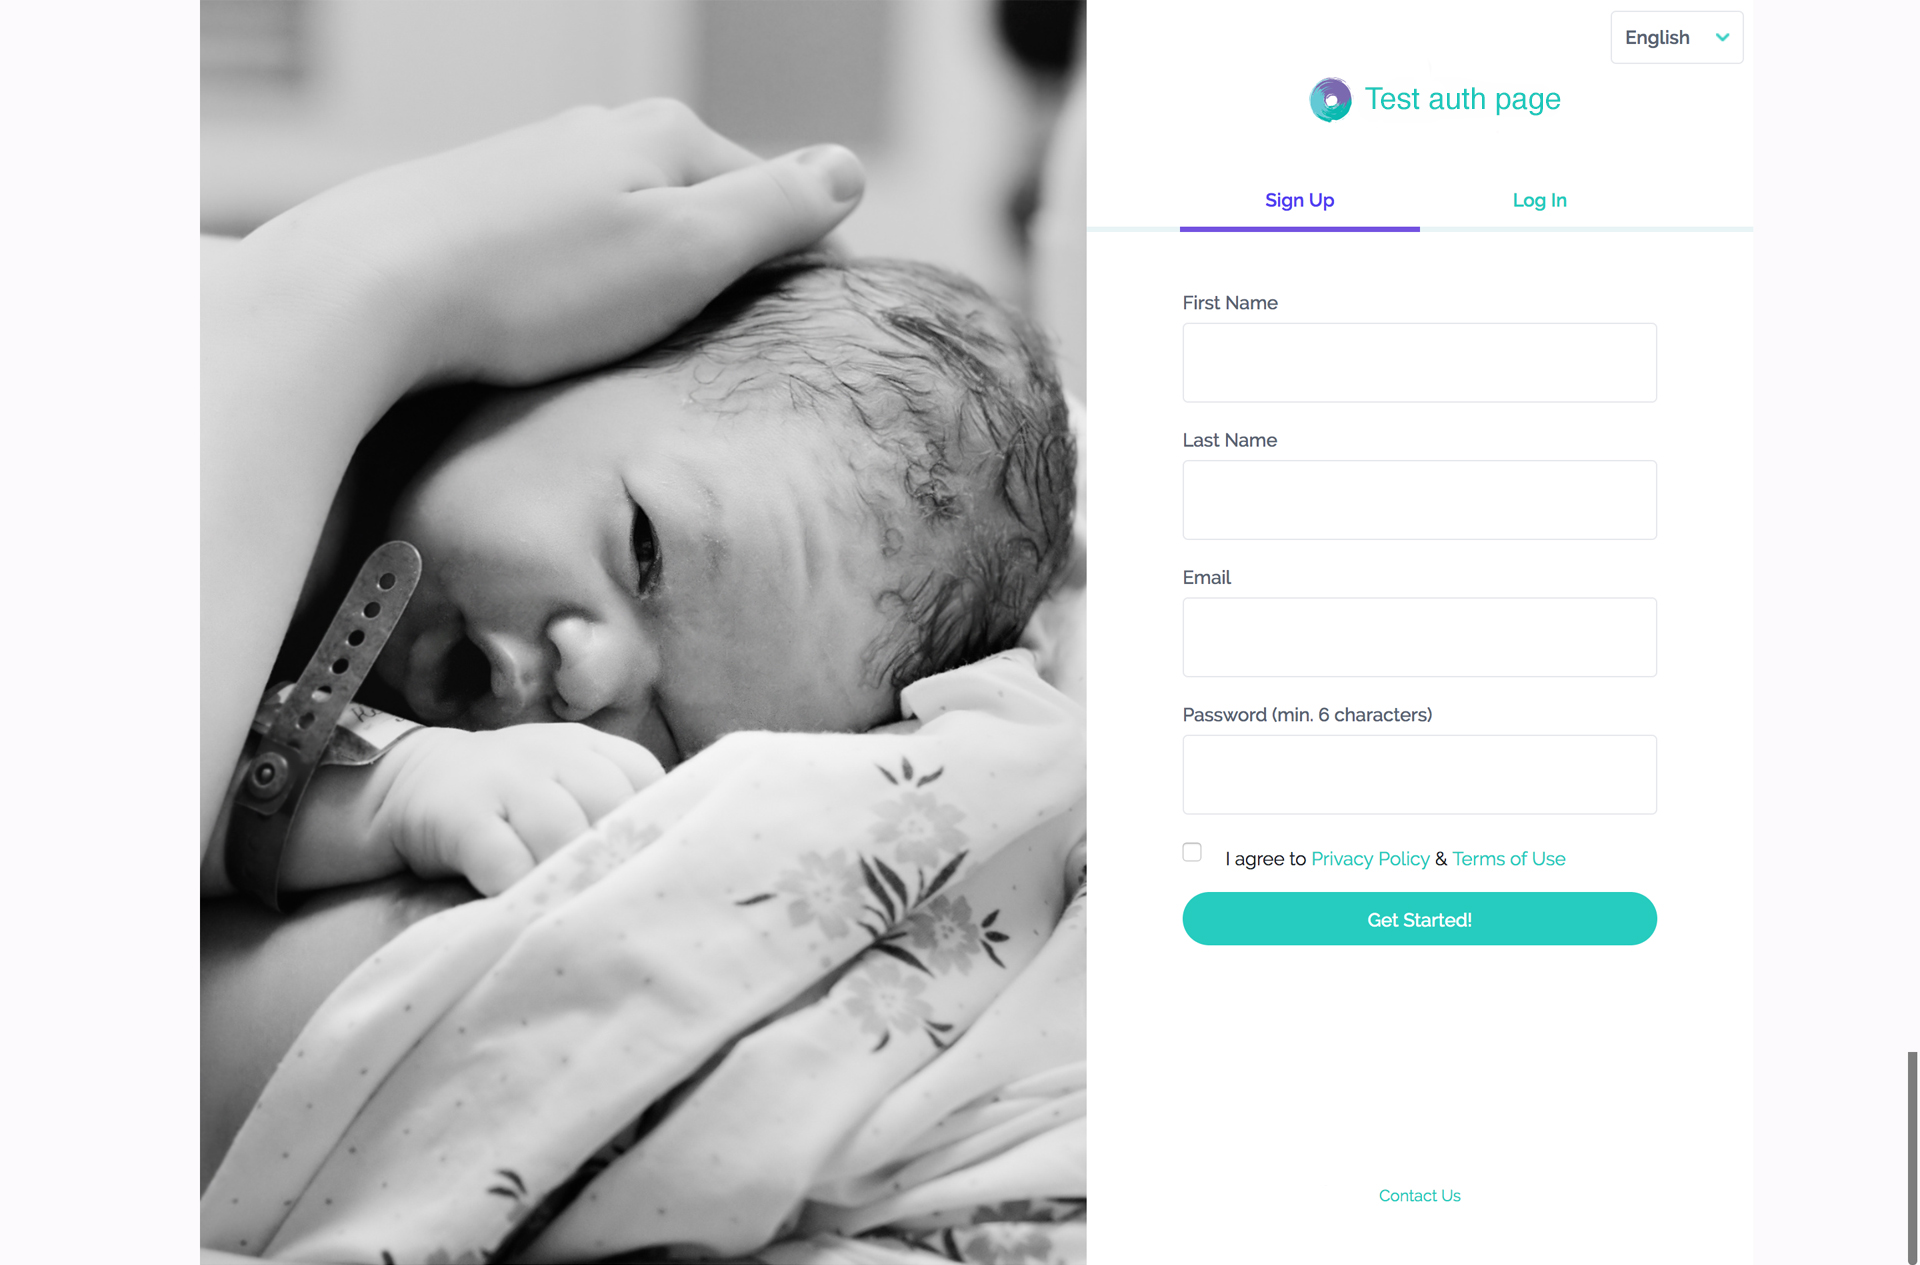 English
Test auth page
Sign Up
Log In
First Name
Last Name
Email
Password (min. 6 characters)
I agree to Privacy Policy & Terms of Use
Get Started!
Contact Us